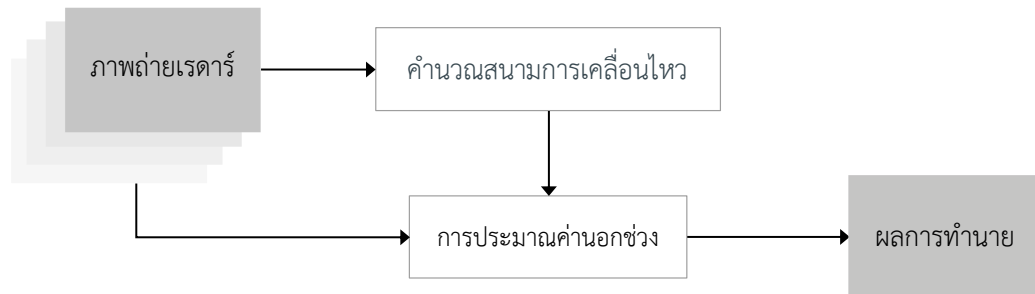 ภาพถ่ายเรดาร์
คำนวณสนามการเคลื่อนไหว
การประมาณค่านอกช่วง
ผลการทำนาย